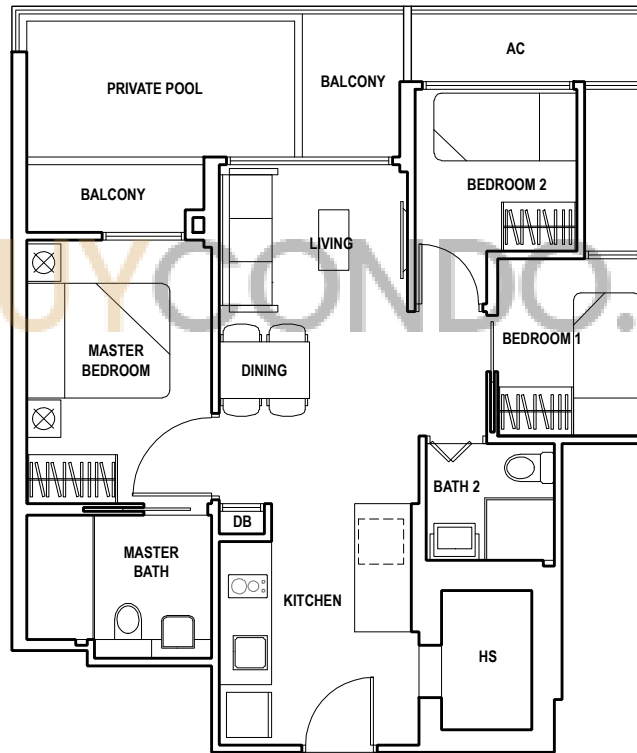 AC
PRIVATE POOL
BALCONY
BEDROOM 2
BALCONY
LIVING
UYCONDO.
BEDROOM 1
MASTER
BEDROOM
DINING
BATH 2
DB
MASTER
BATH
KITCHEN
HS